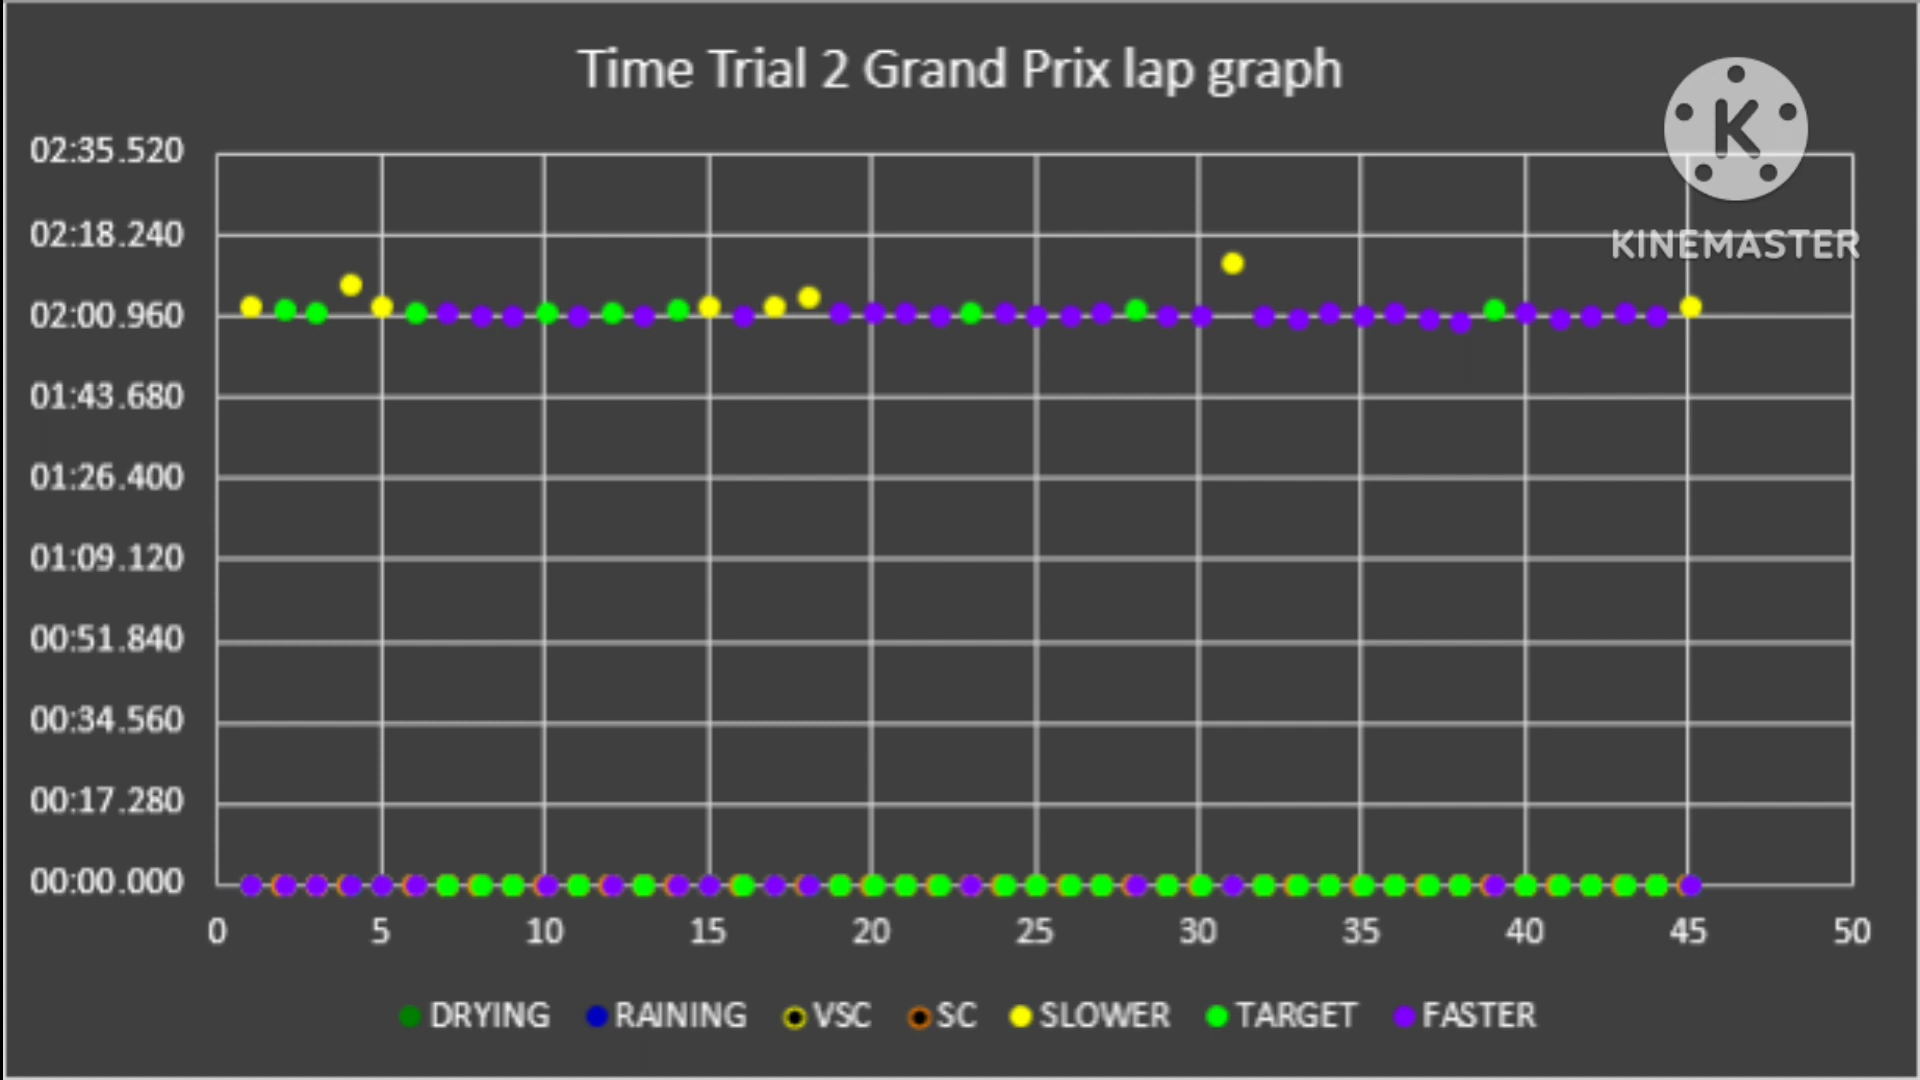 Time Trial 2 Grand Prix lap graph
K
KINEMASTER
02:35.520
02:18.240
02:00.960
01:43.680
01:26.400
01:09.120
00:51.840
00:34.560
00:17.280
00:00.000
0 5 10 15 20 25 30 35 40 45 50
DRYING RAINING VSC SC SLOWER TARGET FASTER